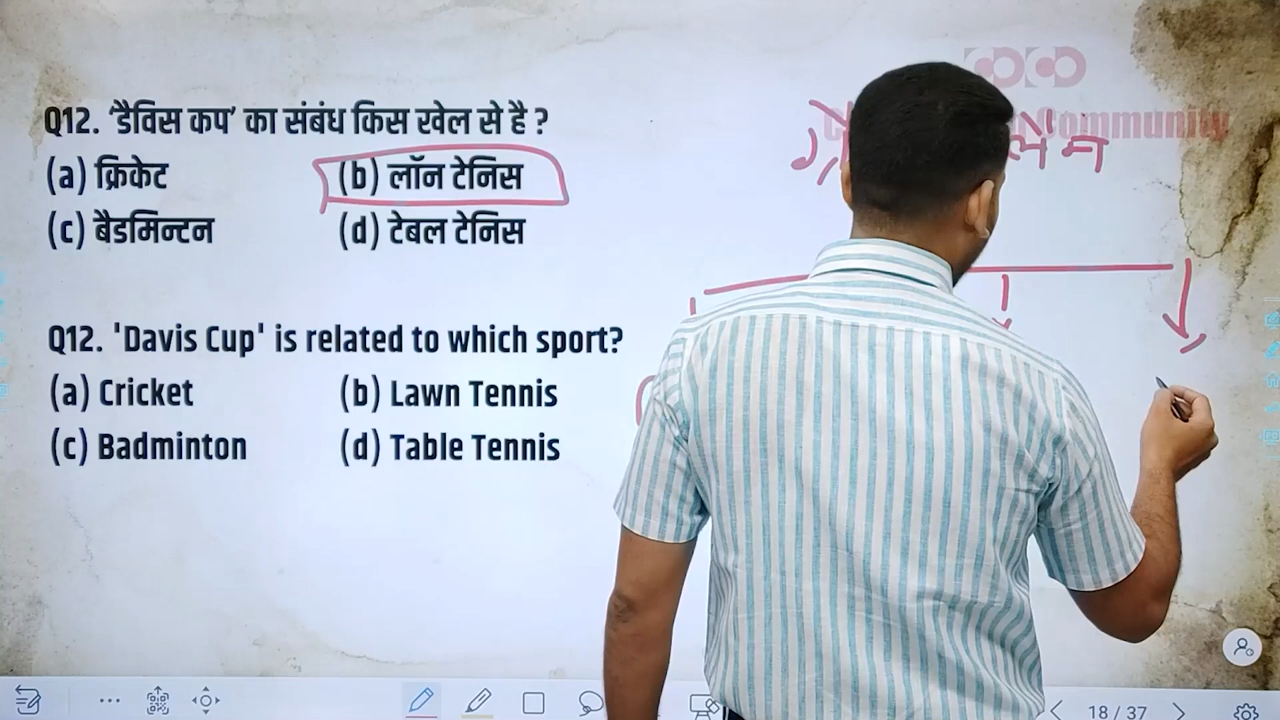 Q12. 'डैविस कप' का संबंध किस खेल से है ?
(a) क्रिकेट (b) लॉन टेनिस
(c) बैडमिन्टन (d) टेबल टेनिस
Q12. 'Davis Cup' is related to which sport?
(a) Cricket (b) Lawn Tennis
(c) Badminton (d) Table Tennis
Community
18 / 37